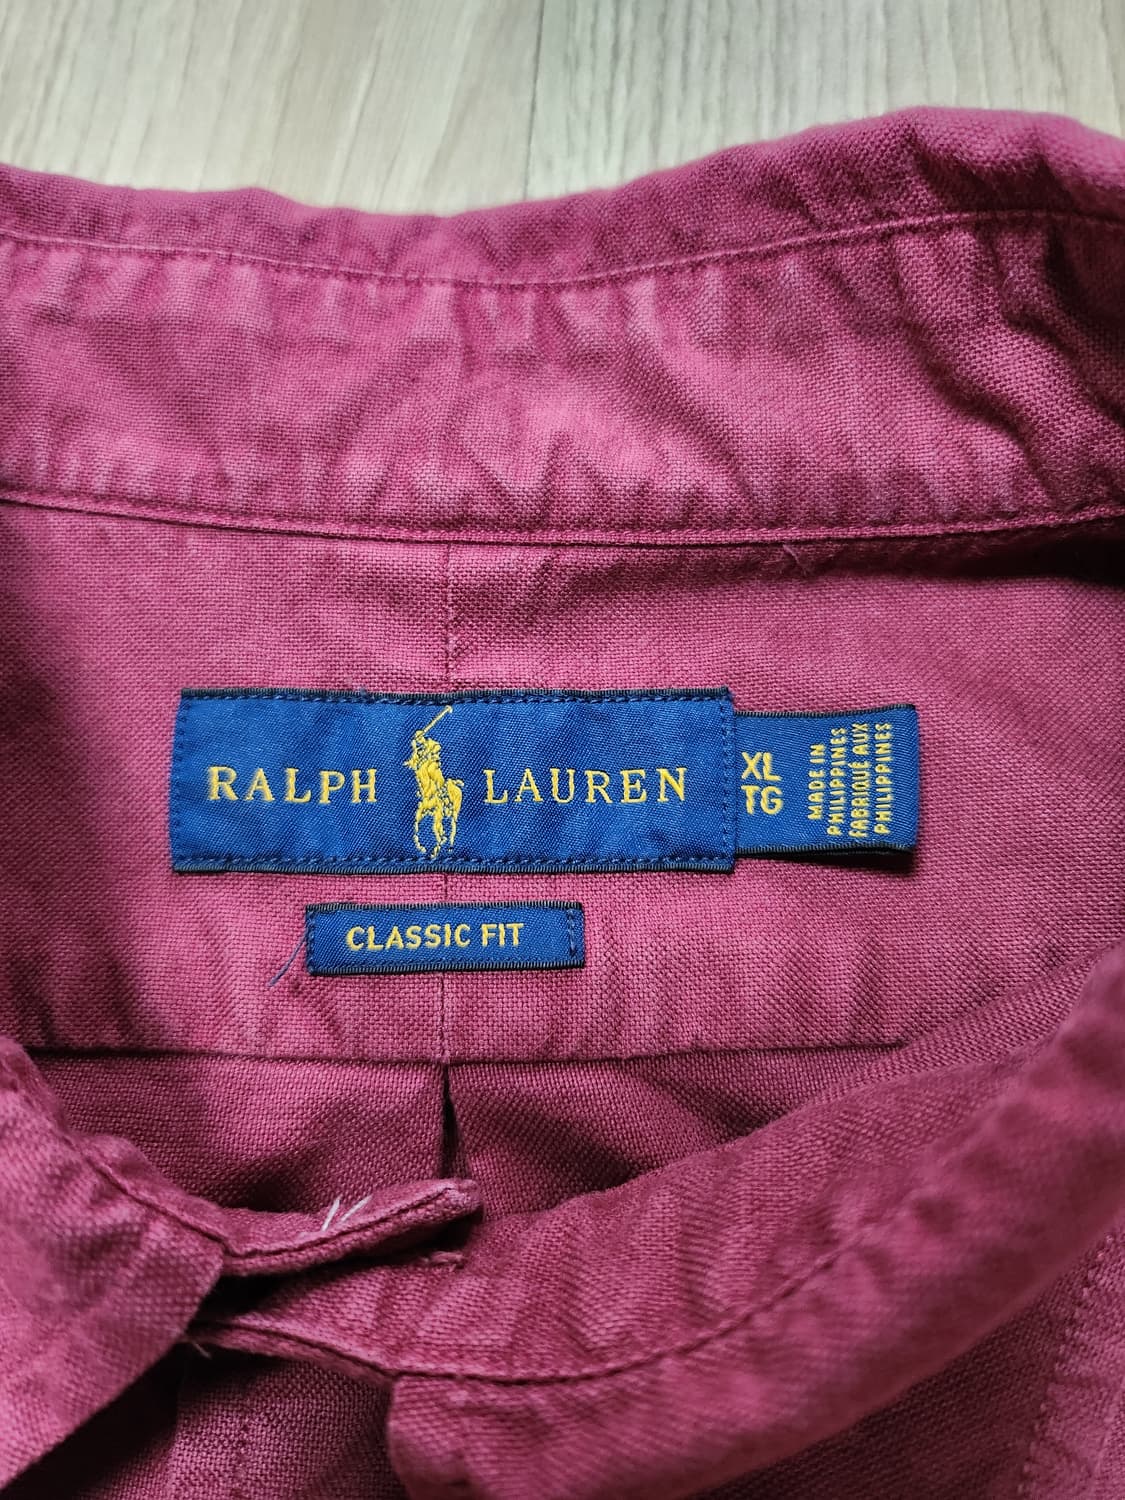 RALPH LAUREN
XL
TG
MADE IN
PHILIPPINES
FABRIQUÉ AUX
PHILIPPINES
CLASSIC FIT